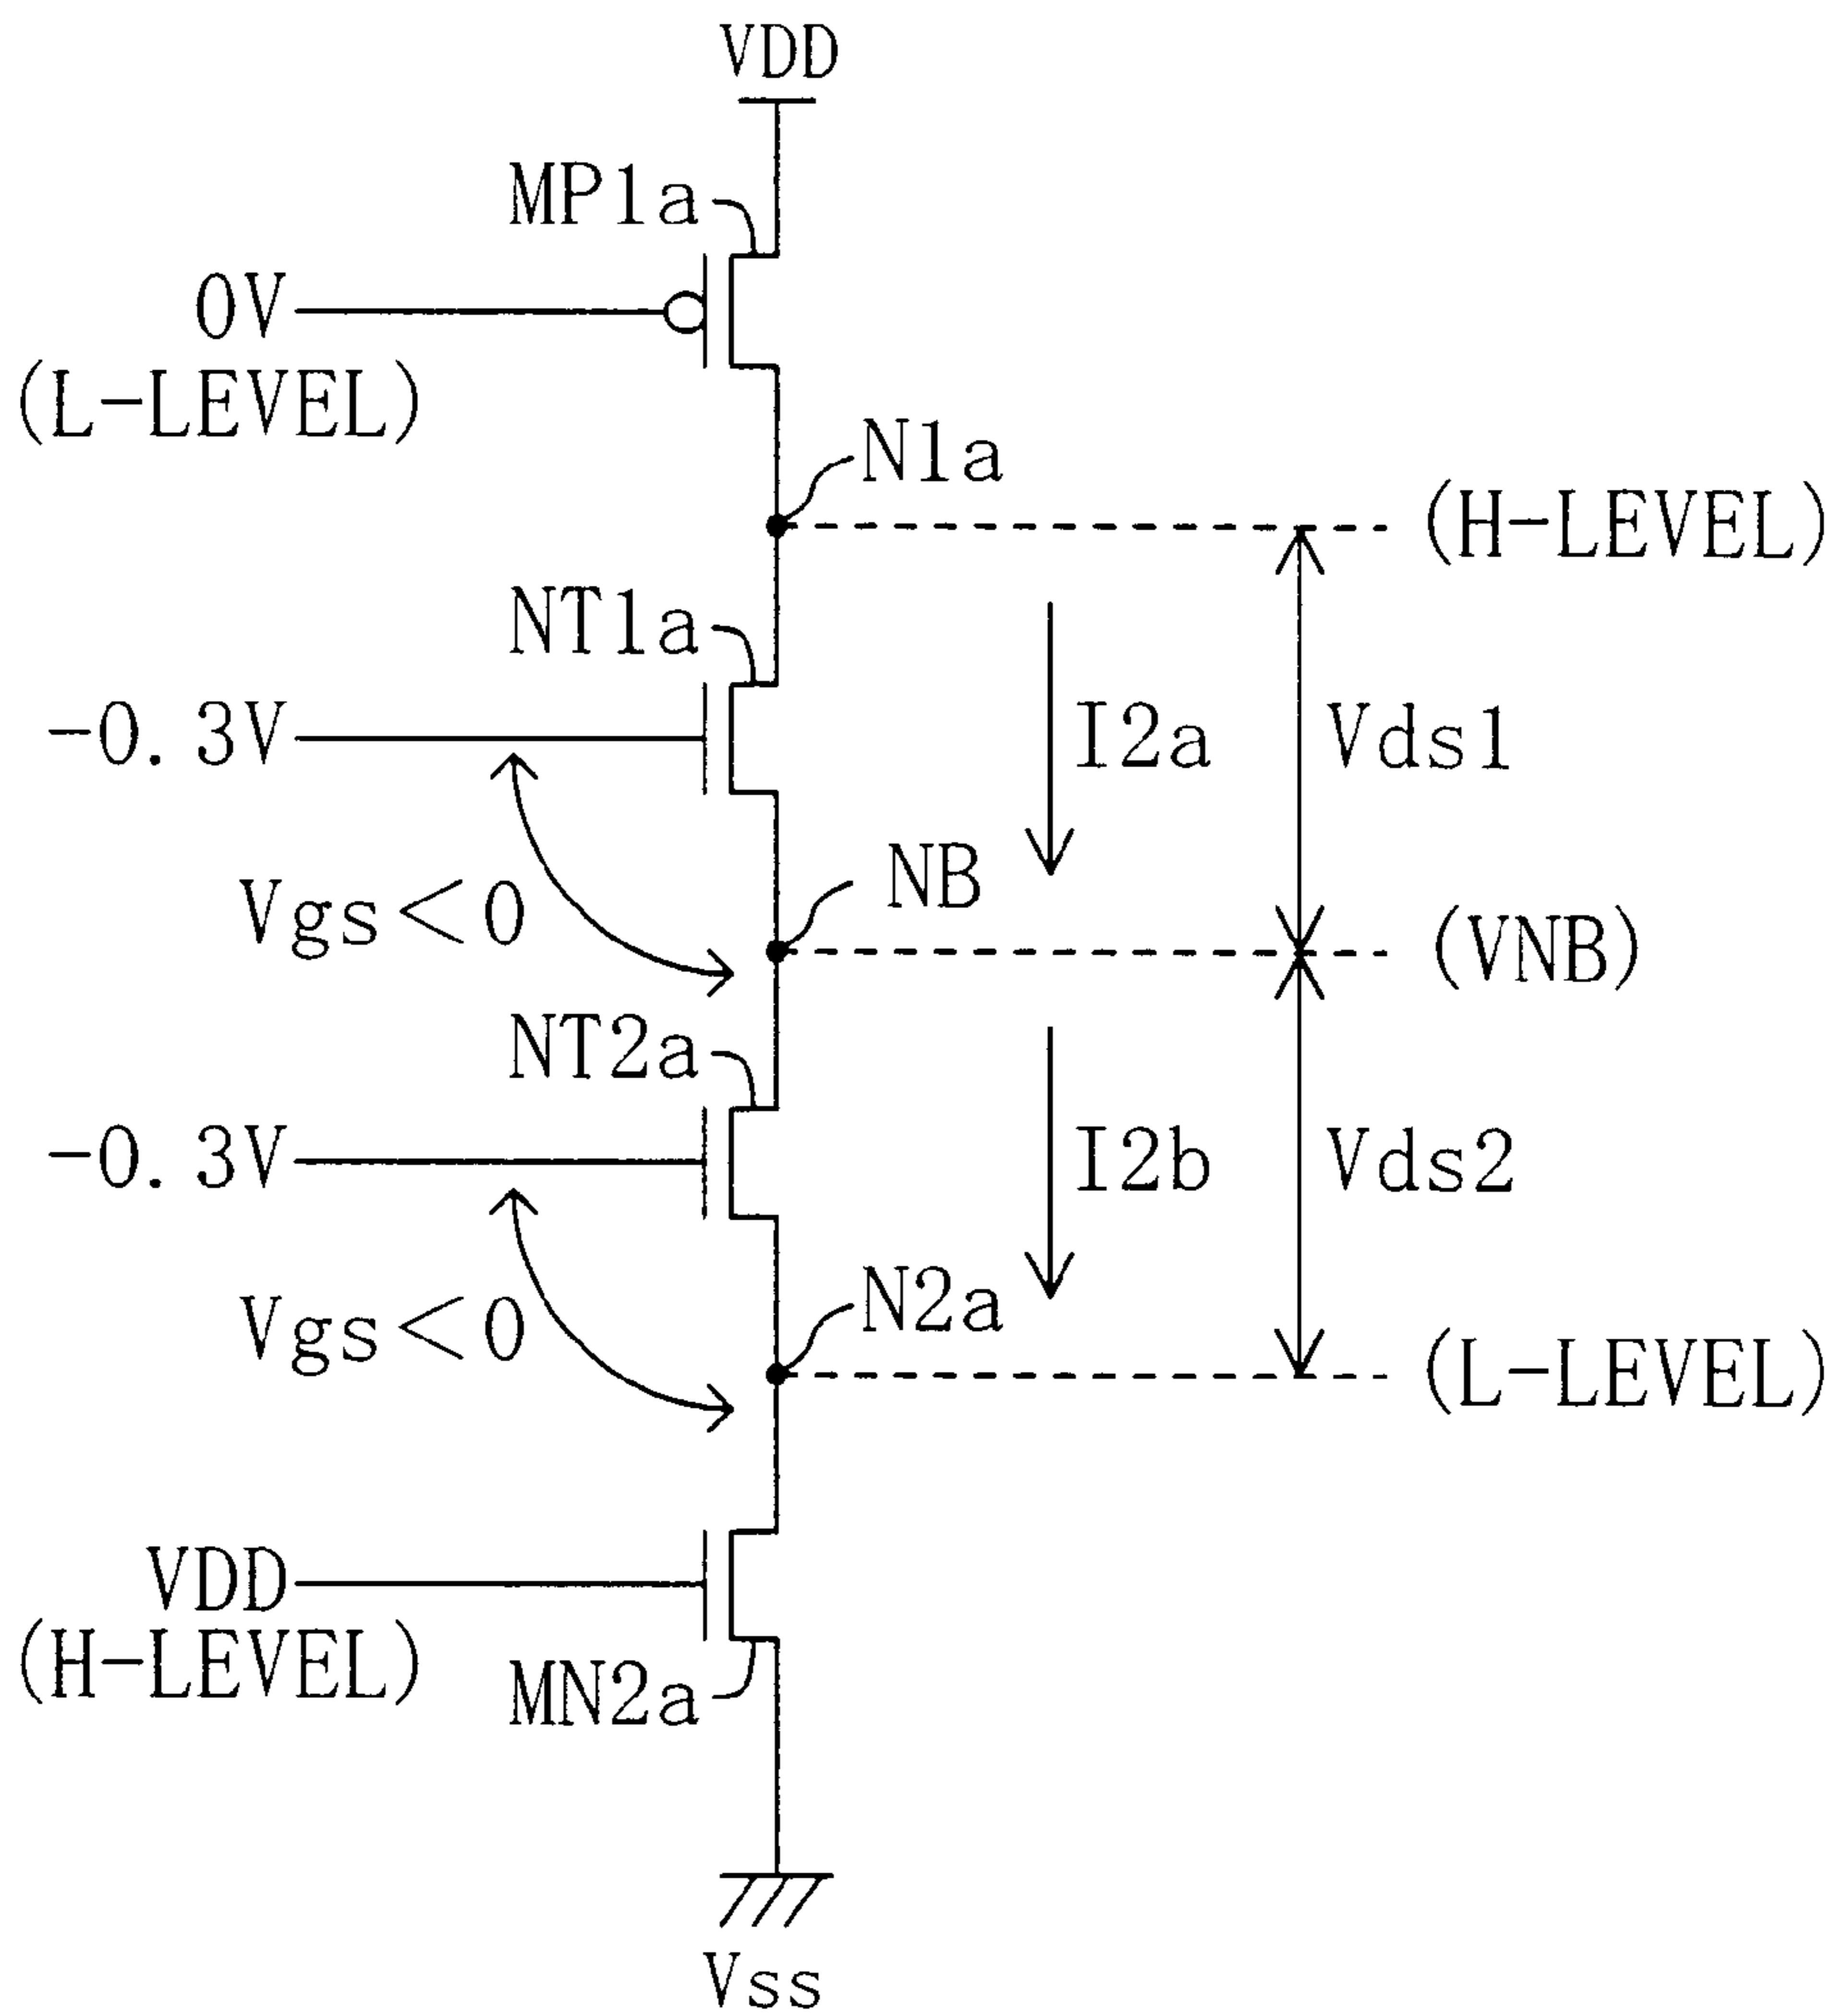 VDD
MP1a
0V
(L-LEVEL)
N1a
(H-LEVEL)
NT1a
-0.3V
I2a
Vds1
Vgs<0
NB
(VNB)
NT2a
-0.3V
I2b
Vds2
Vgs<0
N2a
(L-LEVEL)
VDD
(H-LEVEL)
MN2a
Vss